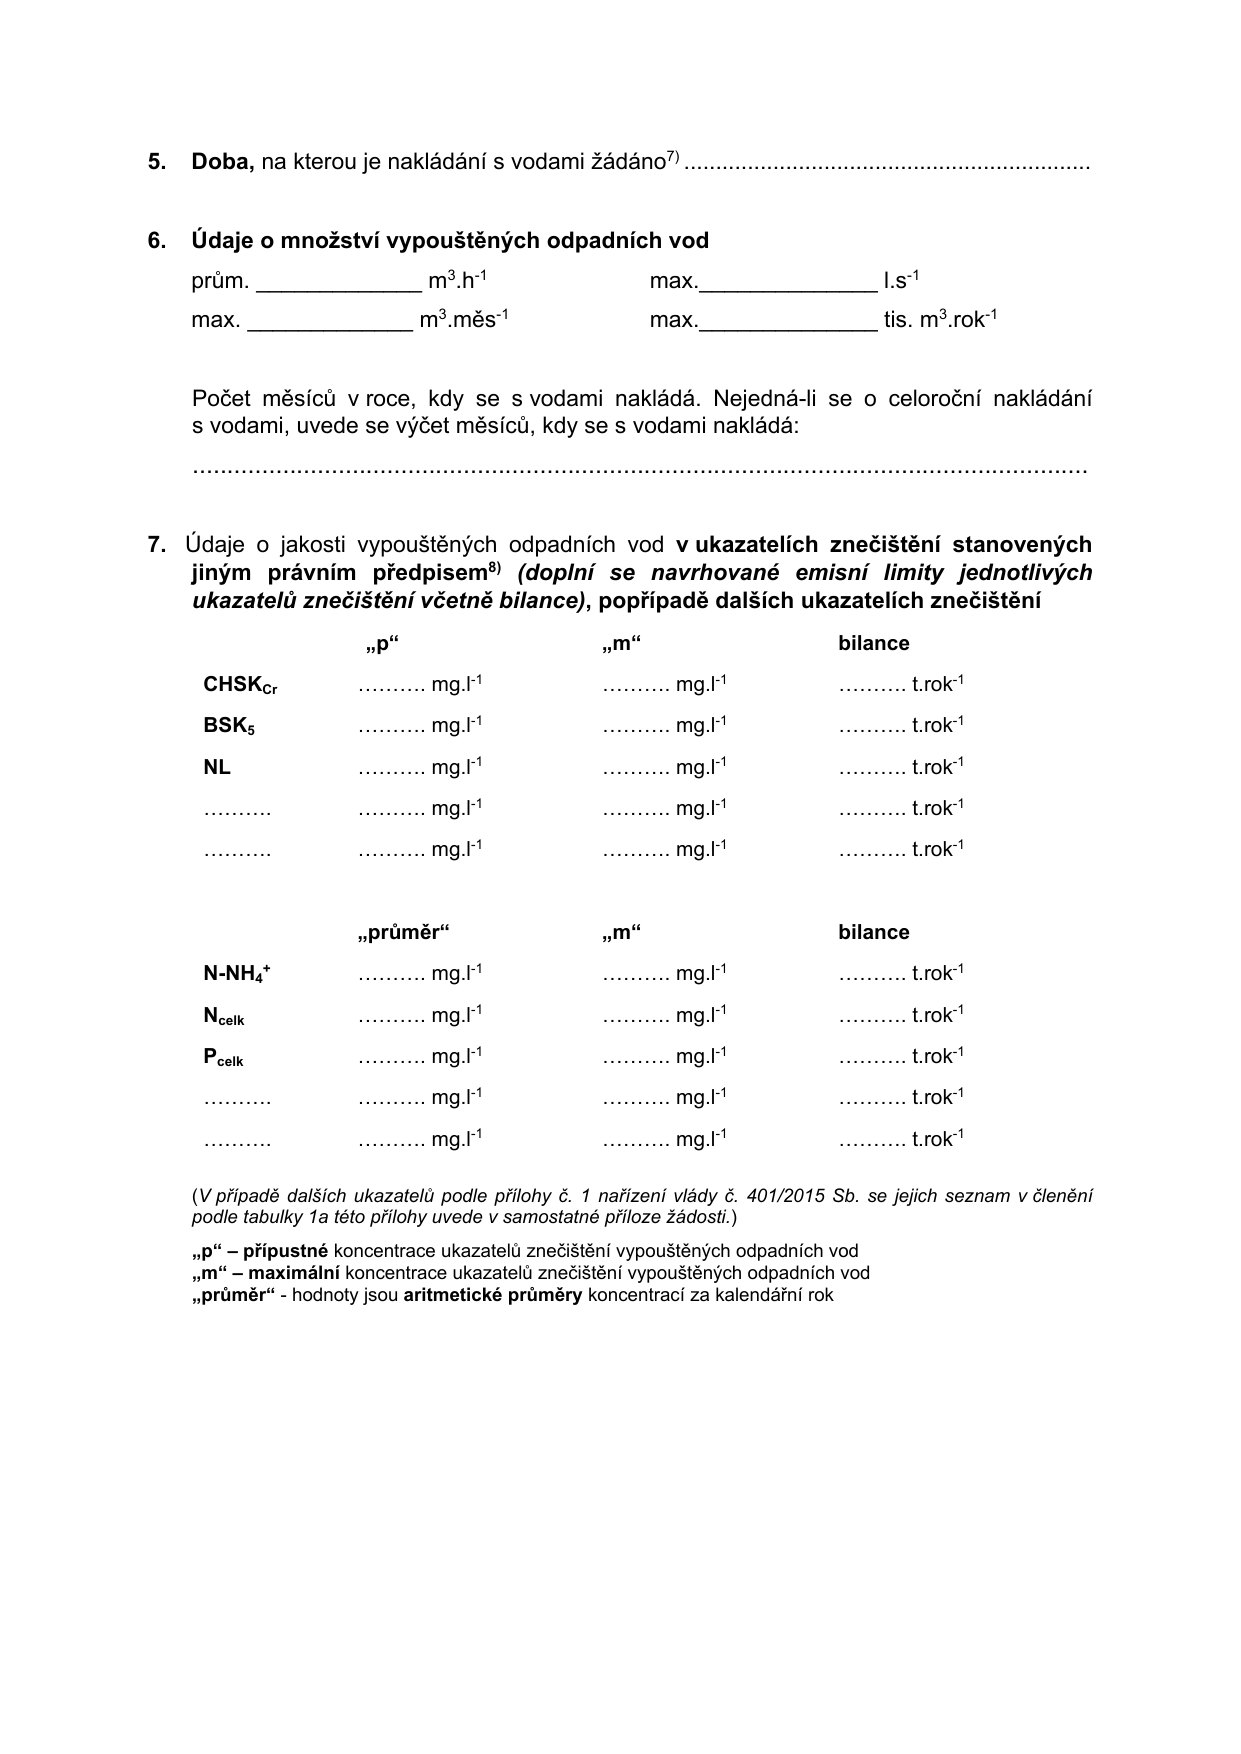 5. Doba, na kterou je nakládání s vodami žádáno7) ................................................................
6. Údaje o množství vypouštěných odpadních vod
prům. _____________ m3.h-1 max.______________ l.s-1
max. _____________ m3.měs-1 max.______________ tis. m3.rok-1
Počet měsíců v roce, kdy se s vodami nakládá. Nejedná-li se o celoroční nakládání
s vodami, uvede se výčet měsíců, kdy se s vodami nakládá:
................................................................................................................................
7. Údaje o jakosti vypouštěných odpadních vod v ukazatelích znečištění stanovených
jiným právním předpisem8) (doplní se navrhované emisní limity jednotlivých
ukazatelů znečištění včetně bilance), popřípadě dalších ukazatelích znečištění
„p“ „m“ bilance
CHSKCr ………. mg.l-1 ………. mg.l-1 ………. t.rok-1
BSK5 ………. mg.l-1 ………. mg.l-1 ………. t.rok-1
NL ………. mg.l-1 ………. mg.l-1 ………. t.rok-1
………. ………. mg.l-1 ………. mg.l-1 ………. t.rok-1
………. ………. mg.l-1 ………. mg.l-1 ………. t.rok-1
„průměr“ „m“ bilance
N-NH4+ ………. mg.l-1 ………. mg.l-1 ………. t.rok-1
Ncelk ………. mg.l-1 ………. mg.l-1 ………. t.rok-1
Pcelk ………. mg.l-1 ………. mg.l-1 ………. t.rok-1
………. ………. mg.l-1 ………. mg.l-1 ………. t.rok-1
………. ………. mg.l-1 ………. mg.l-1 ………. t.rok-1
(V případě dalších ukazatelů podle přílohy č. 1 nařízení vlády č. 401/2015 Sb. se jejich seznam v členění
podle tabulky 1a této přílohy uvede v samostatné příloze žádosti.)
„p“ – přípustné koncentrace ukazatelů znečištění vypouštěných odpadních vod
„m“ – maximální koncentrace ukazatelů znečištění vypouštěných odpadních vod
„průměr“ - hodnoty jsou aritmetické průměry koncentrací za kalendářní rok